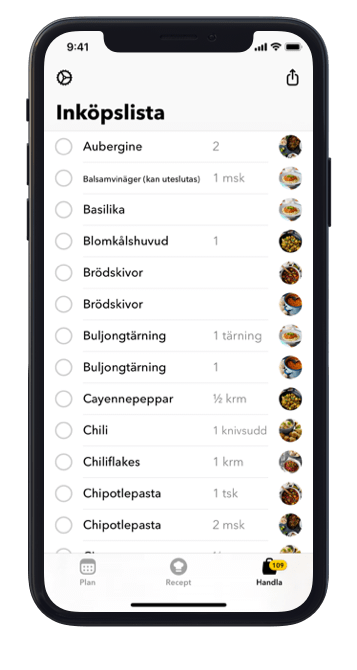 9:41
Inköpslista
Aubergine 2
Balsamvinäger (kan uteslutas) 1 msk
Basilika
Blomkålshuvud 1
Brödskivor
Brödskivor
Buljongtärning 1 tärning
Buljongtärning 1
Cayennepeppar ½ krm
Chili 1 knivsudd
Chiliflakes 1 krm
Chipotlepasta 1 tsk
Chipotlepasta 2 msk
109
Plan Recept Handla